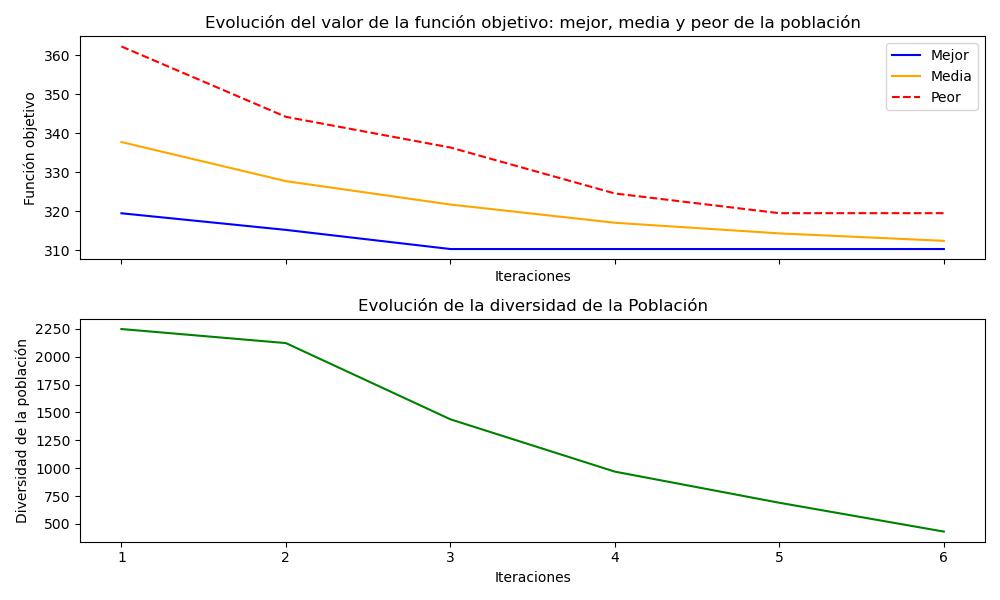 Evolución del valor de la función objetivo: mejor, media y peor de la población
Función objetivo
360
350
340
330
320
310
Mejor
Media
Peor
Iteraciones
Evolución de la diversidad de la Población
Diversidad de la población
2250
2000
1750
1500
1250
1000
750
500
1 2 3 4 5 6
Iteraciones